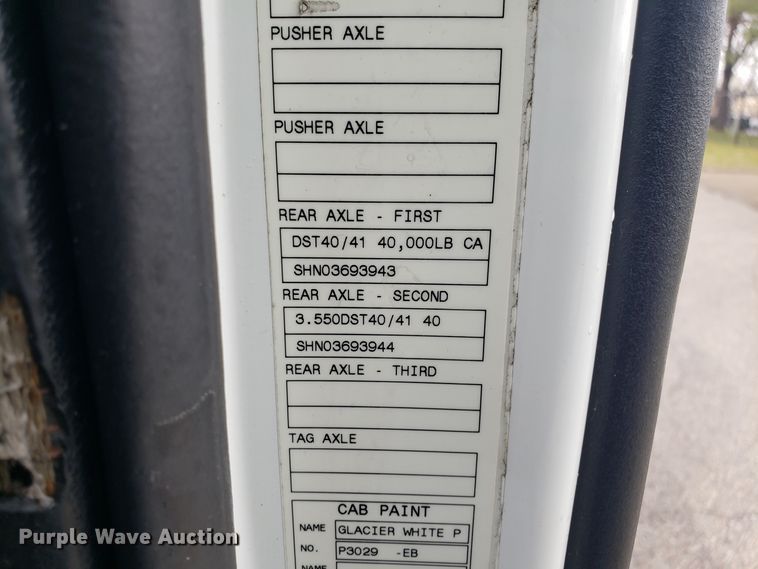 PUSHER AXLE
PUSHER AXLE
REAR AXLE - FIRST
DST40/41 40,000LB CA
SHN03693943
REAR AXLE - SECOND
3.550DST40/41 40
SHN03693944
REAR AXLE - THIRD
TAG AXLE
CAB PAINT
NAME GLACIER WHITE P
NO. P3029 -EB
NAME
Purple Wave Auction